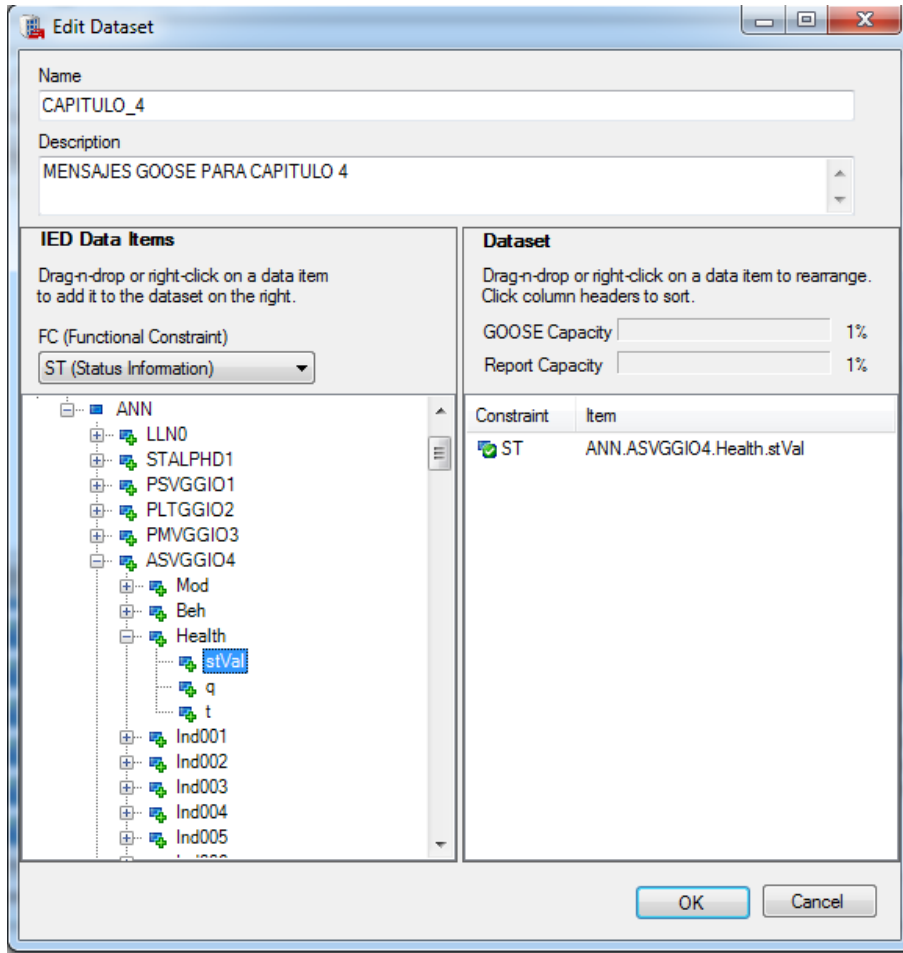 Edit Dataset
Name
CAPITULO_4
Description
MENSAJES GOOSE PARA CAPITULO 4
IED Data Items
Drag-n-drop or right-click on a data item
to add it to the dataset on the right.
FC (Functional Constraint)
ST (Status Information)
ANN
LLN0
STALPHD1
PSVGGIO1
PLTGGIO2
PMVGGIO3
ASVGGIO4
Mod
Beh
Health
stVal
q
t
Ind001
Ind002
Ind003
Ind004
Ind005
Dataset
Drag-n-drop or right-click on a data item to rearrange.
Click column headers to sort.
GOOSE Capacity 1%
Report Capacity 1%
Constraint Item
ST ANN.ASVGGIO4.Health.stVal
OK Cancel